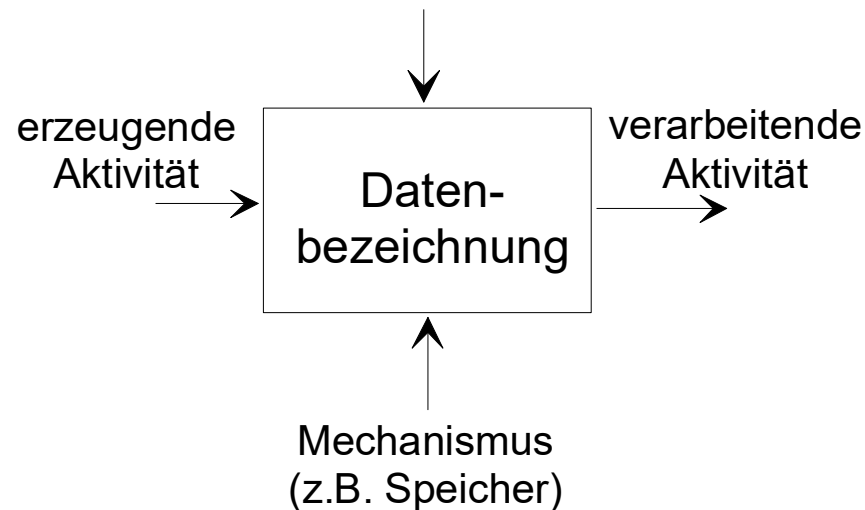 erzeugende
Aktivität
Daten-
bezeichnung
verarbeitende
Aktivität
Mechanismus
(z.B. Speicher)